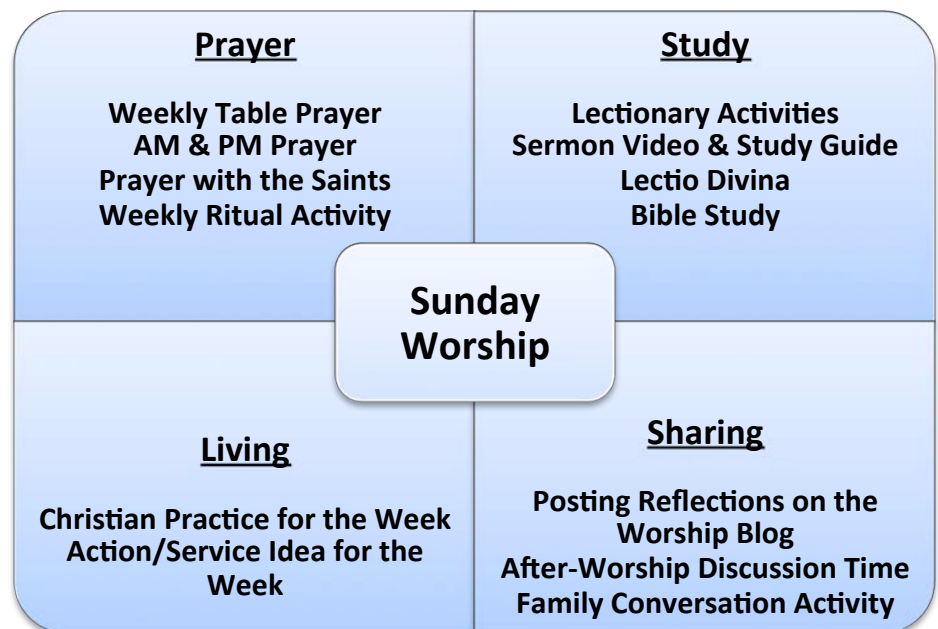 Prayer
Weekly Table Prayer
AM & PM Prayer
Prayer with the Saints
Weekly Ritual Activity
Study
Lectionary Activities
Sermon Video & Study Guide
Lectio Divina
Bible Study
Sunday
Worship
Living
Christian Practice for the Week
Action/Service Idea for the
Week
Sharing
Posting Reflections on the
Worship Blog
After-Worship Discussion Time
Family Conversation Activity